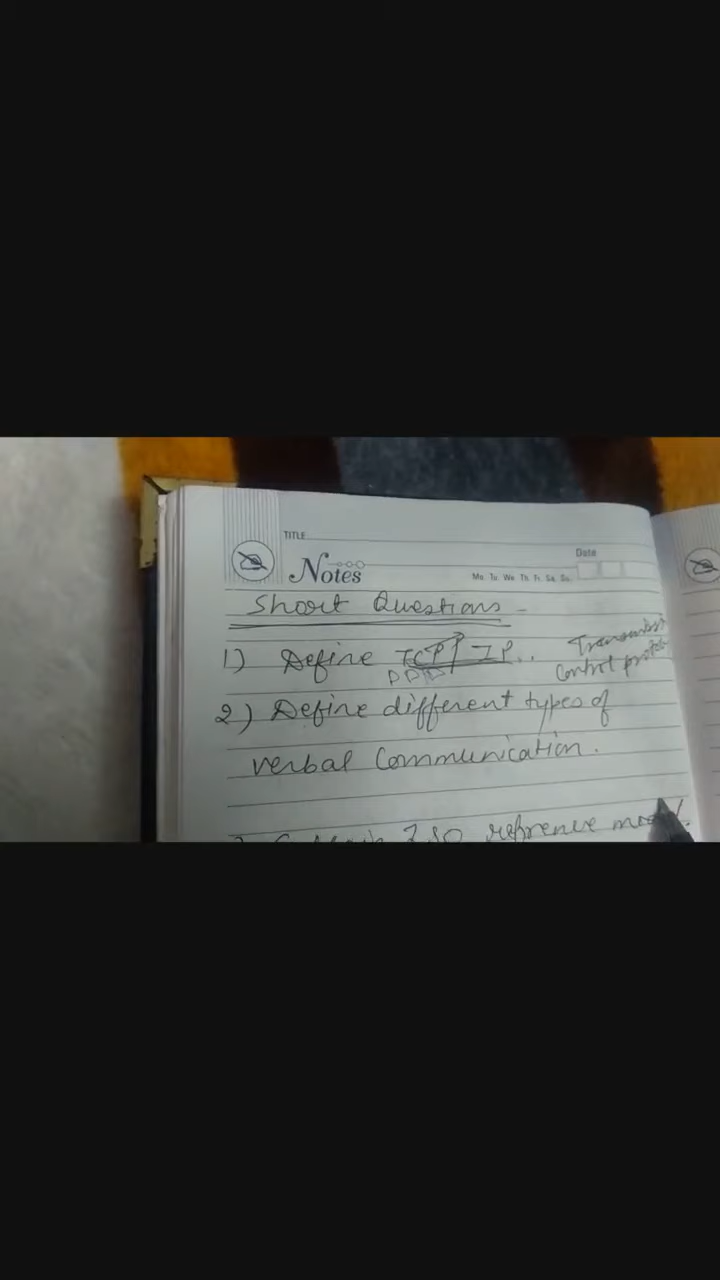 TITLE
Notes
Date
Mo. Tu. We. Th. Fr. Sa. Su.
Short Questions -
1) Define TCP/IP..
control
2) Define different types of
verbal Communication.